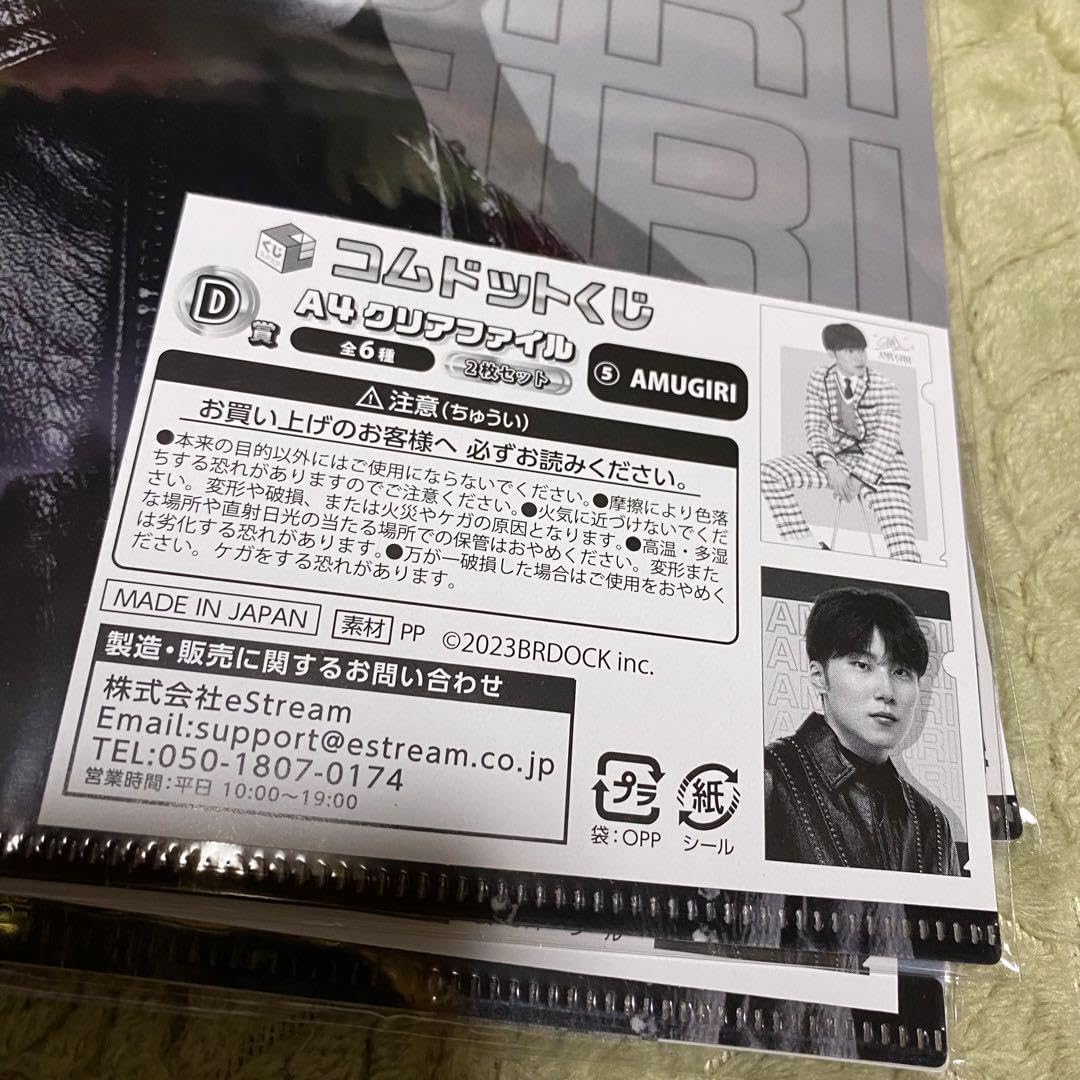 IRI
IRI
くじ
コムドットくじ
D賞
A4 クリアファイル
全6種
2枚セット
⑤ AMUGIRI
⚠注意(ちゅうい)
お買い上げのお客様へ 必ずお読みください。
●本来の目的以外にはご使用にならないでください。●摩擦により色落
ちする恐れがありますのでご注意ください。●火気に近づけないでくだ
さい。変形や破損、または火災やケガの原因となります。●高温・多湿
な場所や直射日光の当たる場所での保管はおやめください。変形また
は劣化する恐れがあります。●万が一破損した場合はご使用をおやめく
ださい。ケガをする恐れがあります。
MADE IN JAPAN
素材 PP ©2023BRDOCK inc.
製造・販売に関するお問い合わせ
株式会社eStream
Email:support@estream.co.jp
TEL:050-1807-0174
営業時間:平日 10:00〜19:00
プラ
袋:OPP
紙
シール
AMUGIRI